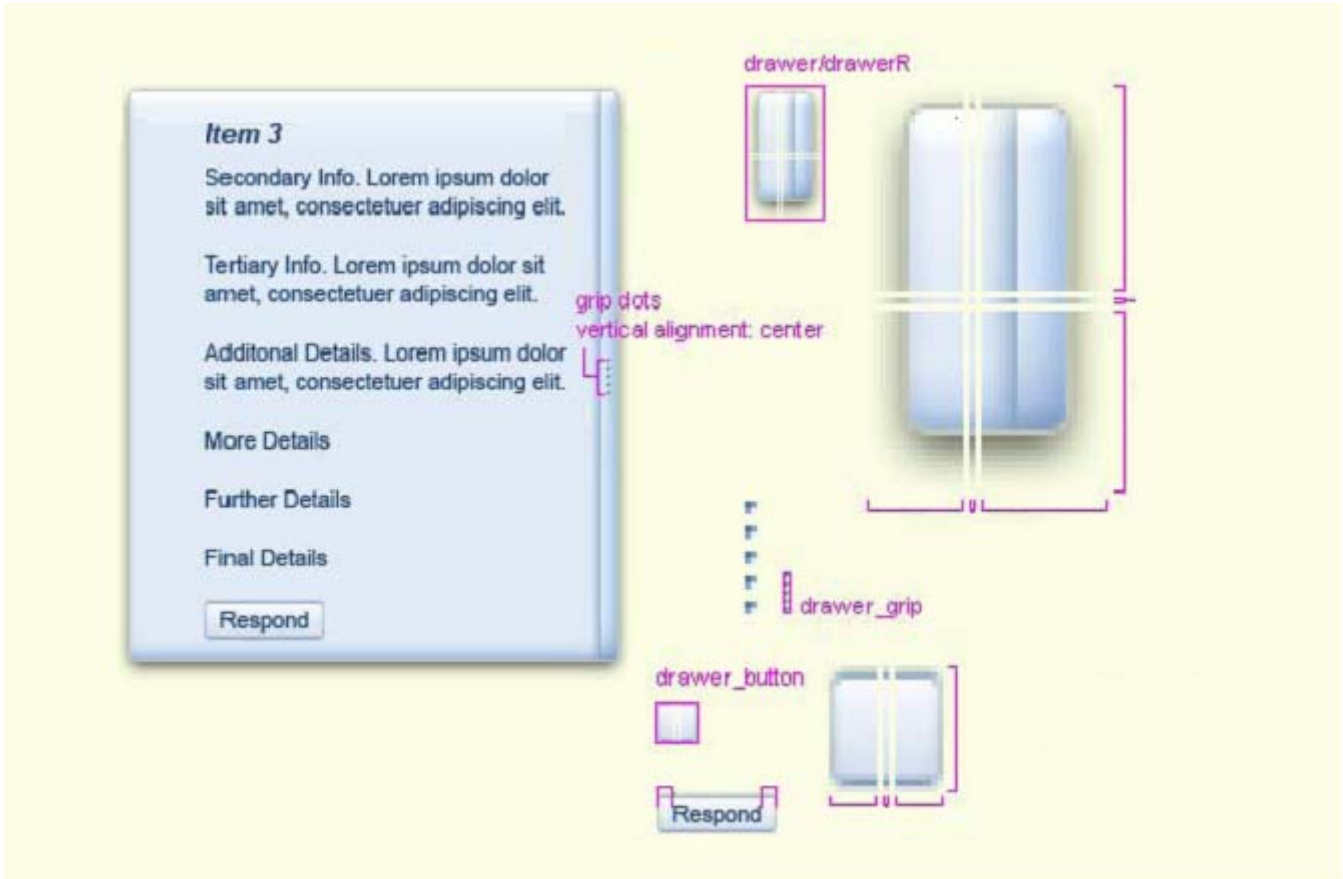 Item 3
Secondary Info. Lorem ipsum dolor
sit amet, consectetuer adipiscing elit.
Tertiary Info. Lorem ipsum dolor sit
amet, consectetuer adipiscing elit.
Additonal Details. Lorem ipsum dolor
sit amet, consectetuer adipiscing elit.
More Details
Further Details
Final Details
Respond
grip dots
vertical alignment: center
drawer/drawerR
drawer_grip
drawer_button
Respond